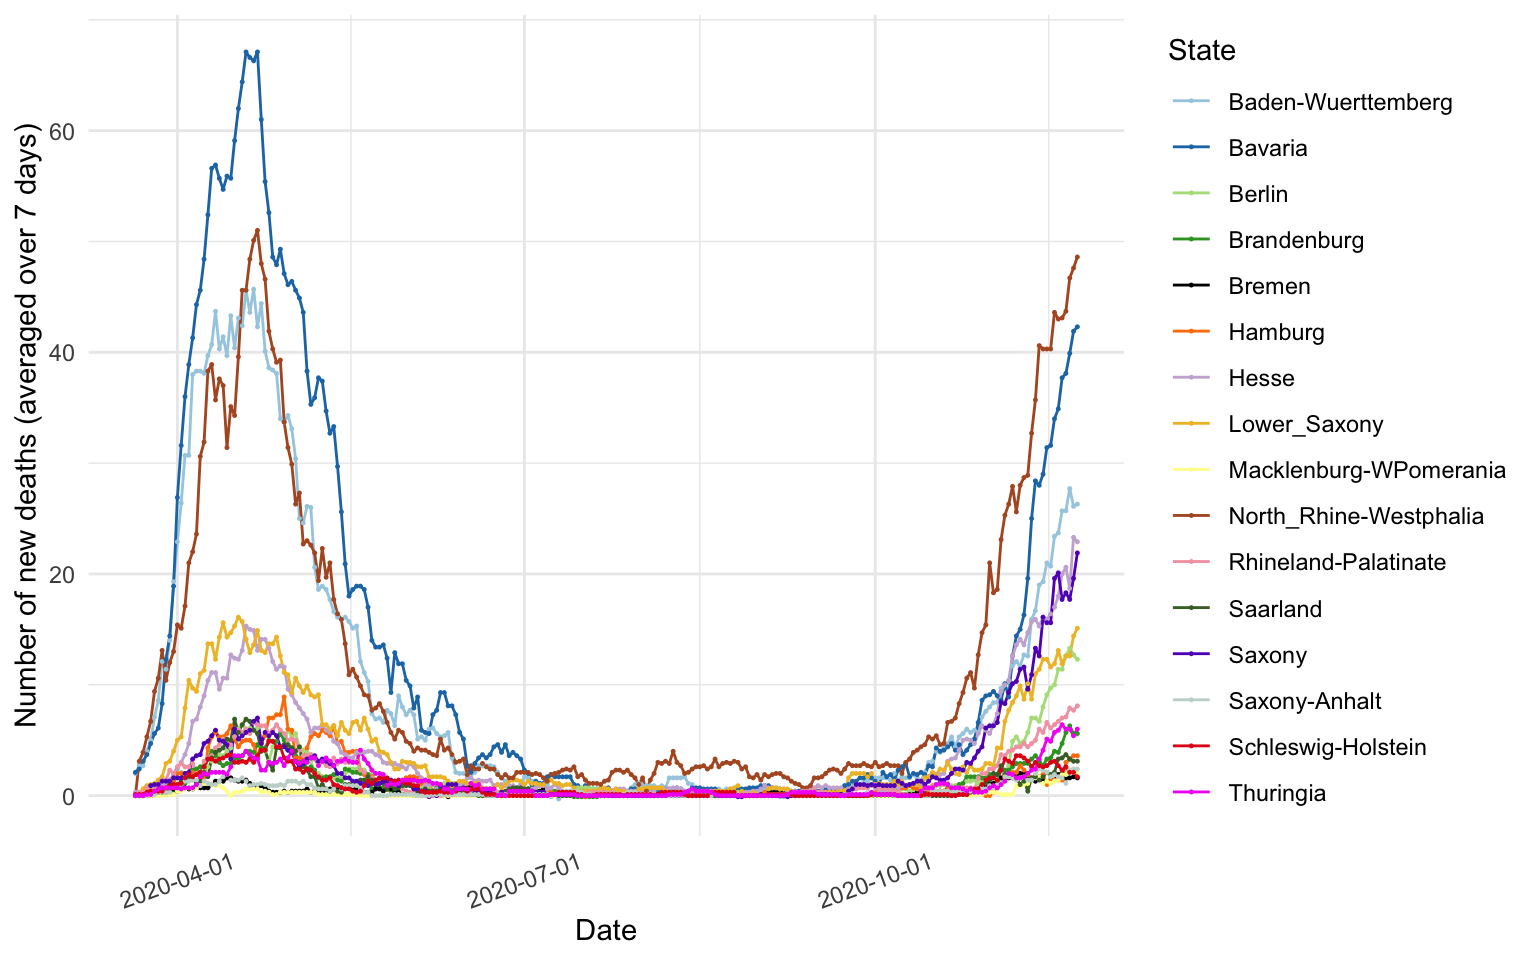 Number of new deaths (averaged over 7 days)
60
40
20
0
2020-04-01
2020-07-01
2020-10-01
Date
State
Baden-Wuerttemberg
Bavaria
Berlin
Brandenburg
Bremen
Hamburg
Hesse
Lower_Saxony
Macklenburg-WPomerania
North_Rhine-Westphalia
Rhineland-Palatinate
Saarland
Saxony
Saxony-Anhalt
Schleswig-Holstein
Thuringia